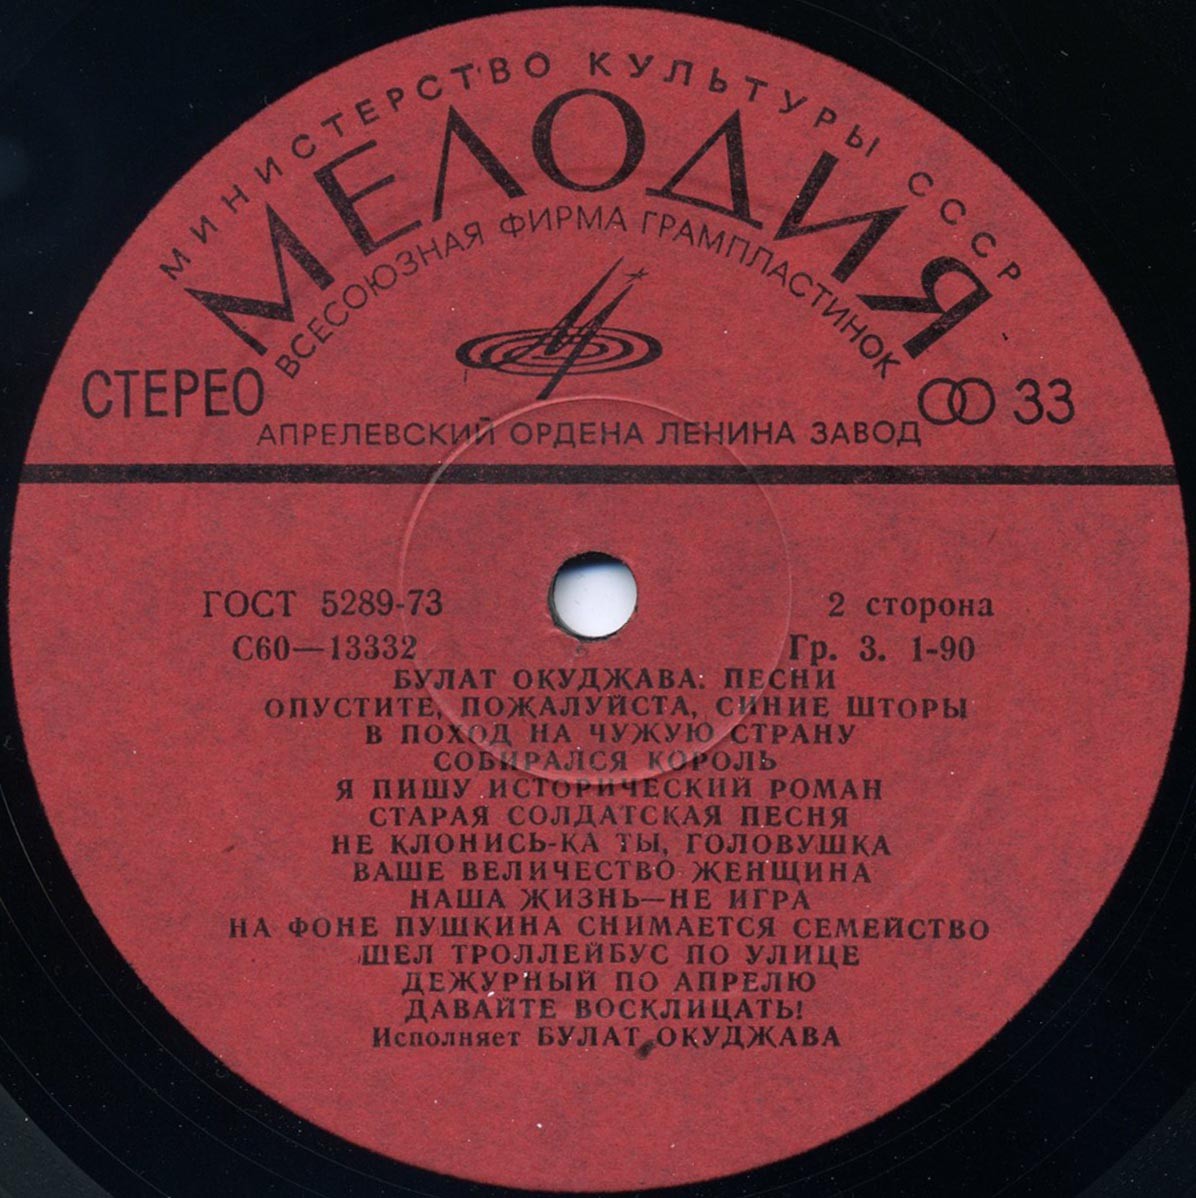 МИНИСТЕРСТВО КУЛЬТУРЫ СССР
МЕЛОДИЯ
ВСЕСОЮЗНАЯ ФИРМА ГРАМПЛАСТИНОК
СТЕРЕО
33
АПРЕЛЕВСКИЙ ОРДЕНА ЛЕНИНА ЗАВОД
ГОСТ 5289-73
2 сторона
С60—13332
Гр. 3. 1-90
БУЛАТ ОКУДЖАВА. ПЕСНИ
ОПУСТИТЕ, ПОЖАЛУЙСТА, СИНИЕ ШТОРЫ
В ПОХОД НА ЧУЖУЮ СТРАНУ
СОБИРАЛСЯ КОРОЛЬ
Я ПИШУ ИСТОРИЧЕСКИЙ РОМАН
СТАРАЯ СОЛДАТСКАЯ ПЕСНЯ
НЕ КЛОНИСЬ-КА ТЫ, ГОЛОВУШКА
ВАШЕ ВЕЛИЧЕСТВО ЖЕНЩИНА
НАША ЖИЗНЬ—НЕ ИГРА
НА ФОНЕ ПУШКИНА СНИМАЕТСЯ СЕМЕЙСТВО
ШЕЛ ТРОЛЛЕЙБУС ПО УЛИЦЕ
ДЕЖУРНЫЙ ПО АПРЕЛЮ
ДАВАЙТЕ ВОСКЛИЦАТЬ!
Исполняет БУЛАТ ОКУДЖАВА